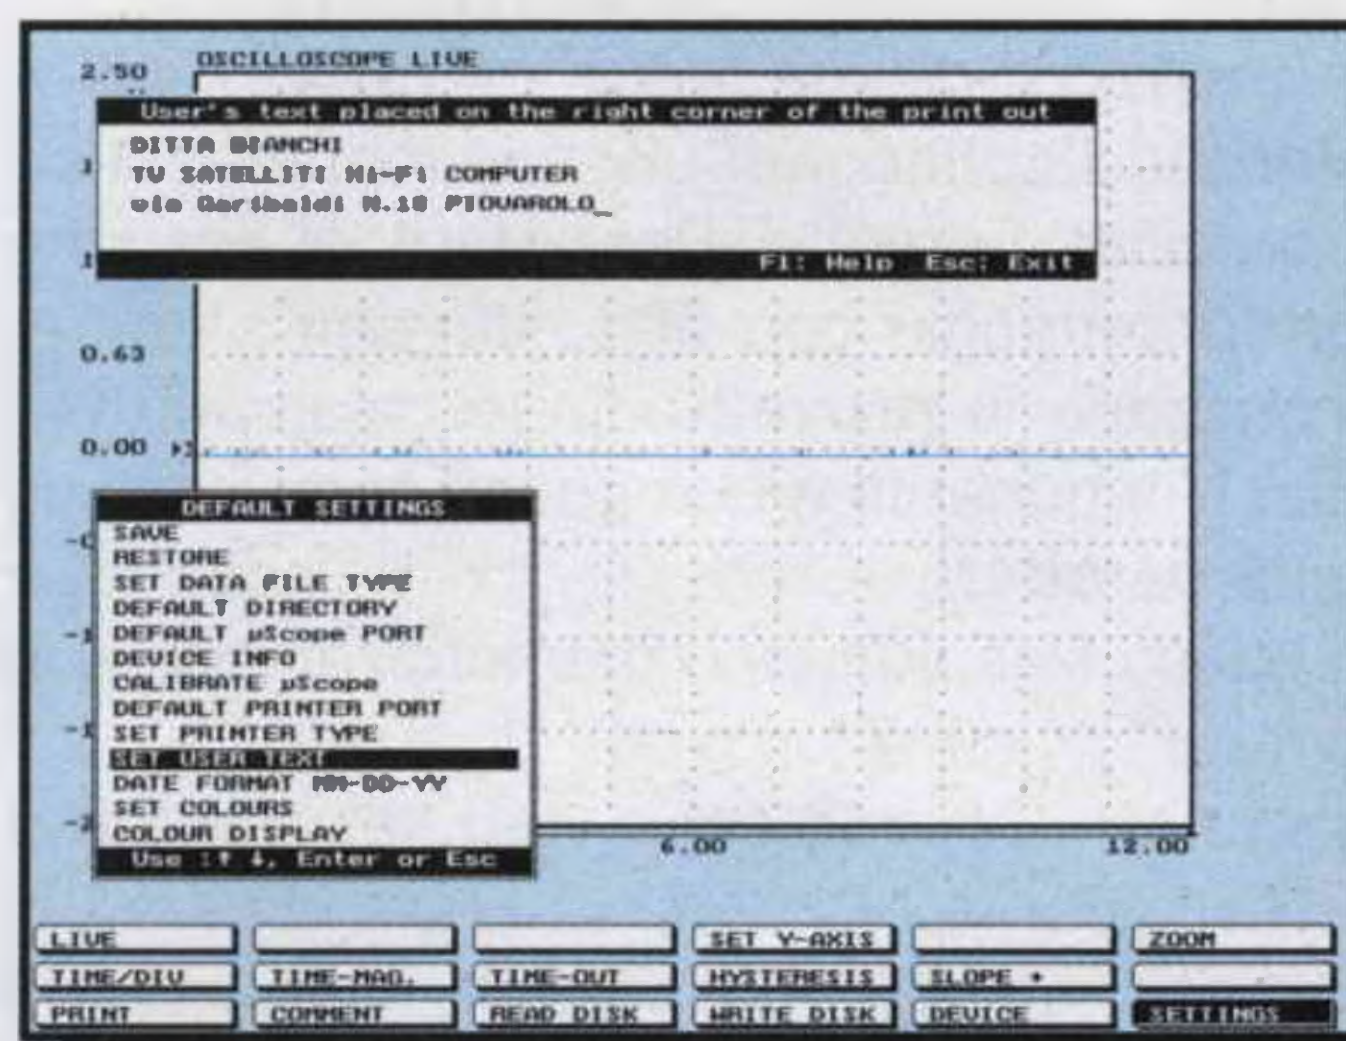 OSCILLOSCOPE LIVE
2.50
User's text placed on the right corner of the print out
DITTA BIANCHI
TV SATELLITI Hi-Fi COMPUTER
via Garibaldi N.10 PIOVAROLO_
F1: Help Esc: Exit
0.63
0.00
DEFAULT SETTINGS
SAVE
RESTORE
SET DATA FILE TYPE
DEFAULT DIRECTORY
DEFAULT µScope PORT
DEVICE INFO
CALIBRATE µScope
DEFAULT PRINTER PORT
SET PRINTER TYPE
SET USER TEXT
DATE FORMAT MM-DD-YY
SET COLOURS
COLOUR DISPLAY
Use :↑ ↓, Enter or Esc
6.00 12.00
LIVE SET Y-AXIS ZOOM
TIME/DIV TIME-MAG. TIME-OUT HYSTERESIS SLOPE +
PRINT COMMENT READ DISK WRITE DISK DEVICE SETTINGS